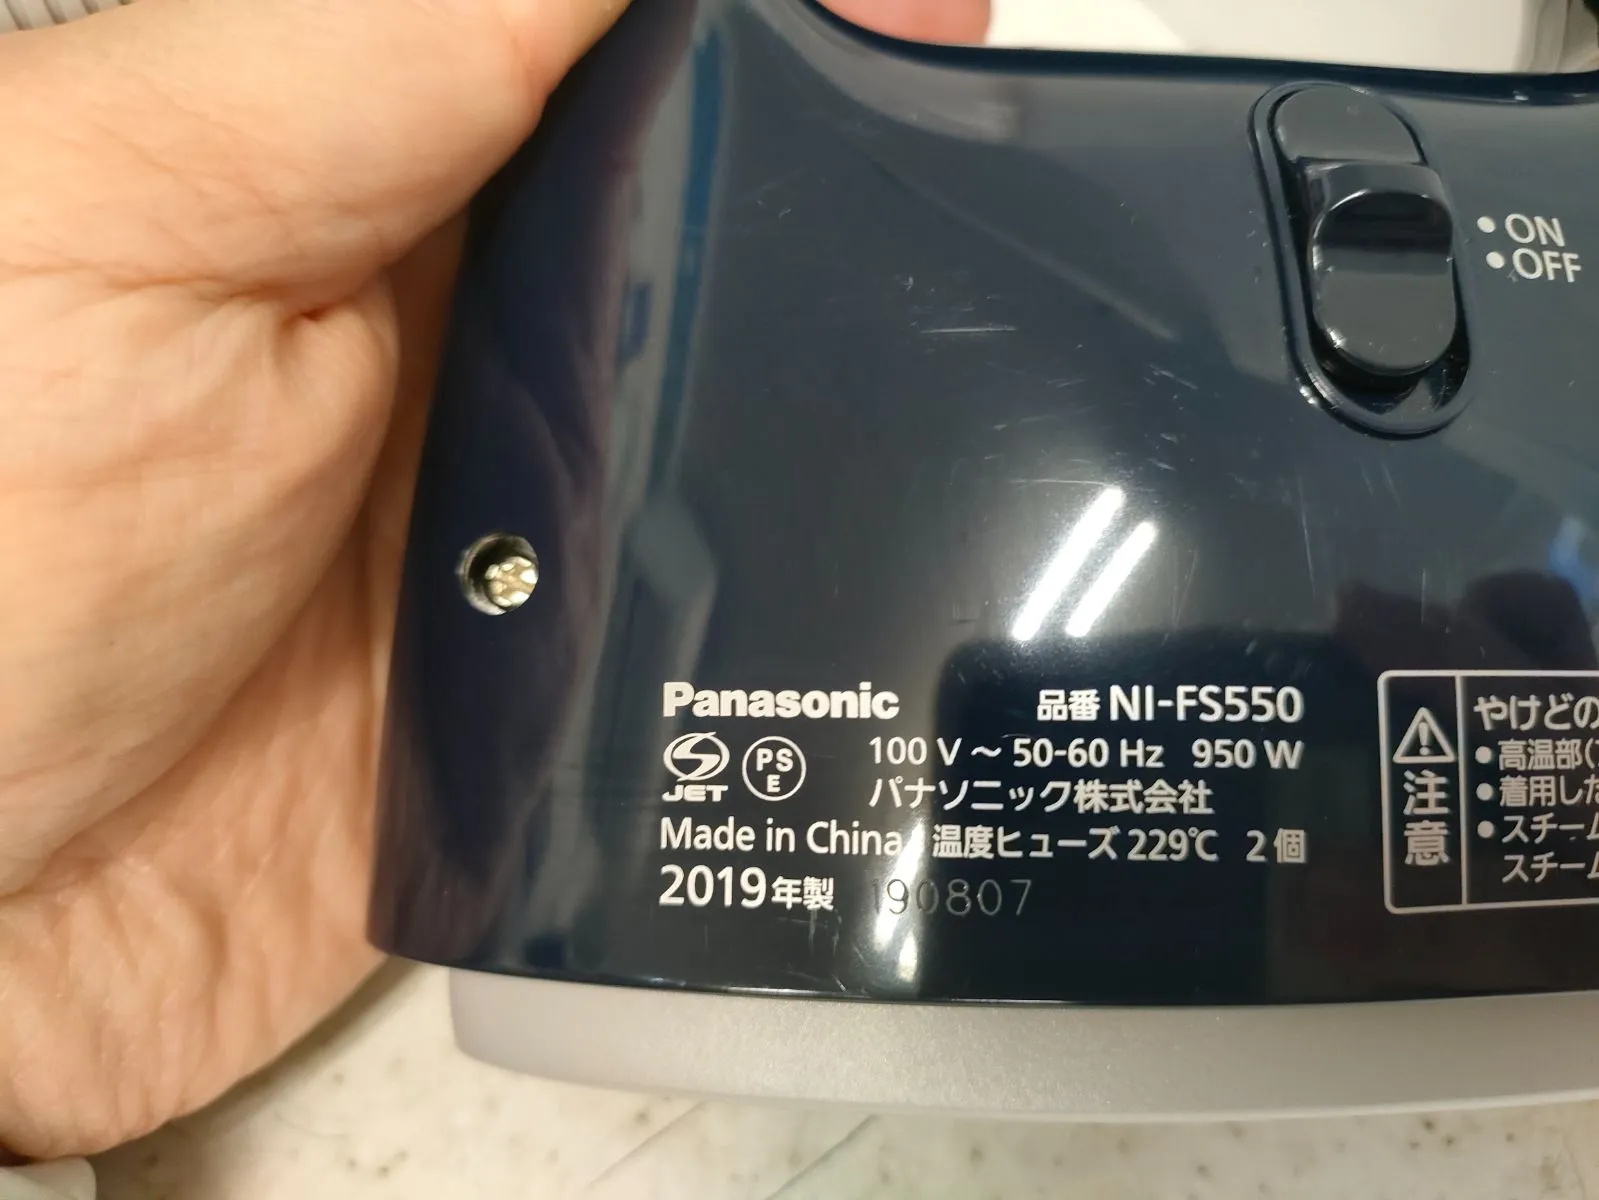 ON
OFF
Panasonic 品番 NI-FS550
JET PS E 100 V ～ 50-60 Hz 950 W
パナソニック株式会社
Made in China 温度ヒューズ 229℃ 2個
2019年製 190807
注意
やけどの
高温部(
着用した
スチーム
スチーム